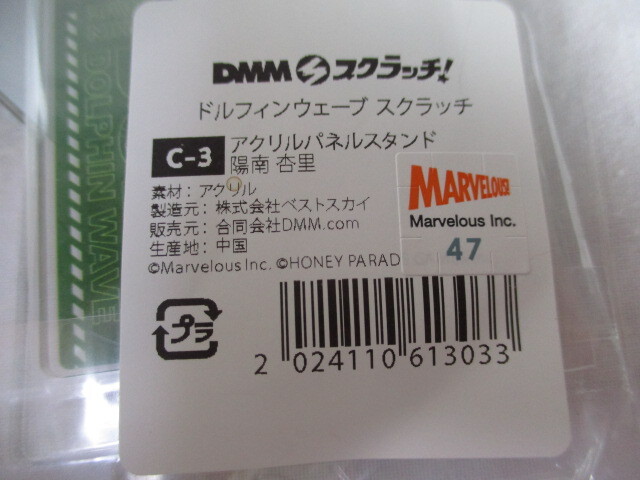 DMMスクラッチ!
ドルフィンウェーブ スクラッチ
C-3
アクリルパネルスタンド
陽南 杏里
素材：アクリル
製造元：株式会社ベストスカイ
販売元：合同会社DMM.com
生産地：中国
©Marvelous Inc. ©HONEY PARAD
MARVELOUS!
Marvelous Inc.
47
プラ
2 024110 613033
DOLPHIN WAVE